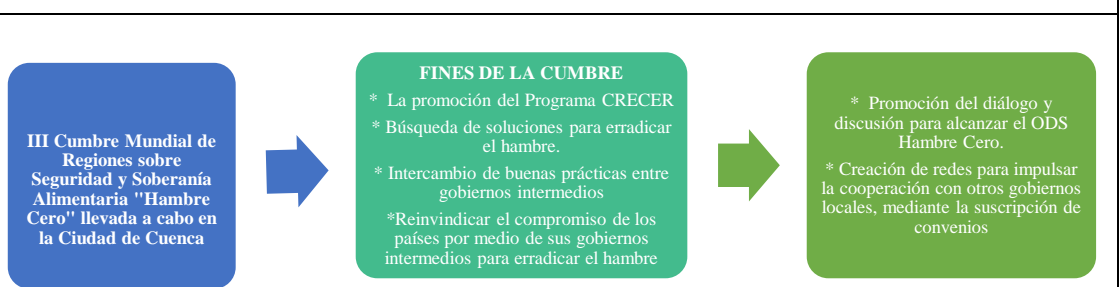 III Cumbre Mundial de
Regiones sobre
Seguridad y Soberanía
Alimentaria "Hambre
Cero" llevada a cabo en
la Ciudad de Cuenca
FINES DE LA CUMBRE
* La promoción del Programa CRECER
* Búsqueda de soluciones para erradicar
el hambre.
* Intercambio de buenas prácticas entre
gobiernos intermedios
*Reinvindicar el compromiso de los
países por medio de sus gobiernos
intermedios para erradicar el hambre
* Promoción del diálogo y
discusión para alcanzar el ODS
Hambre Cero.
* Creación de redes para impulsar
la cooperación con otros gobiernos
locales, mediante la suscripción de
convenios